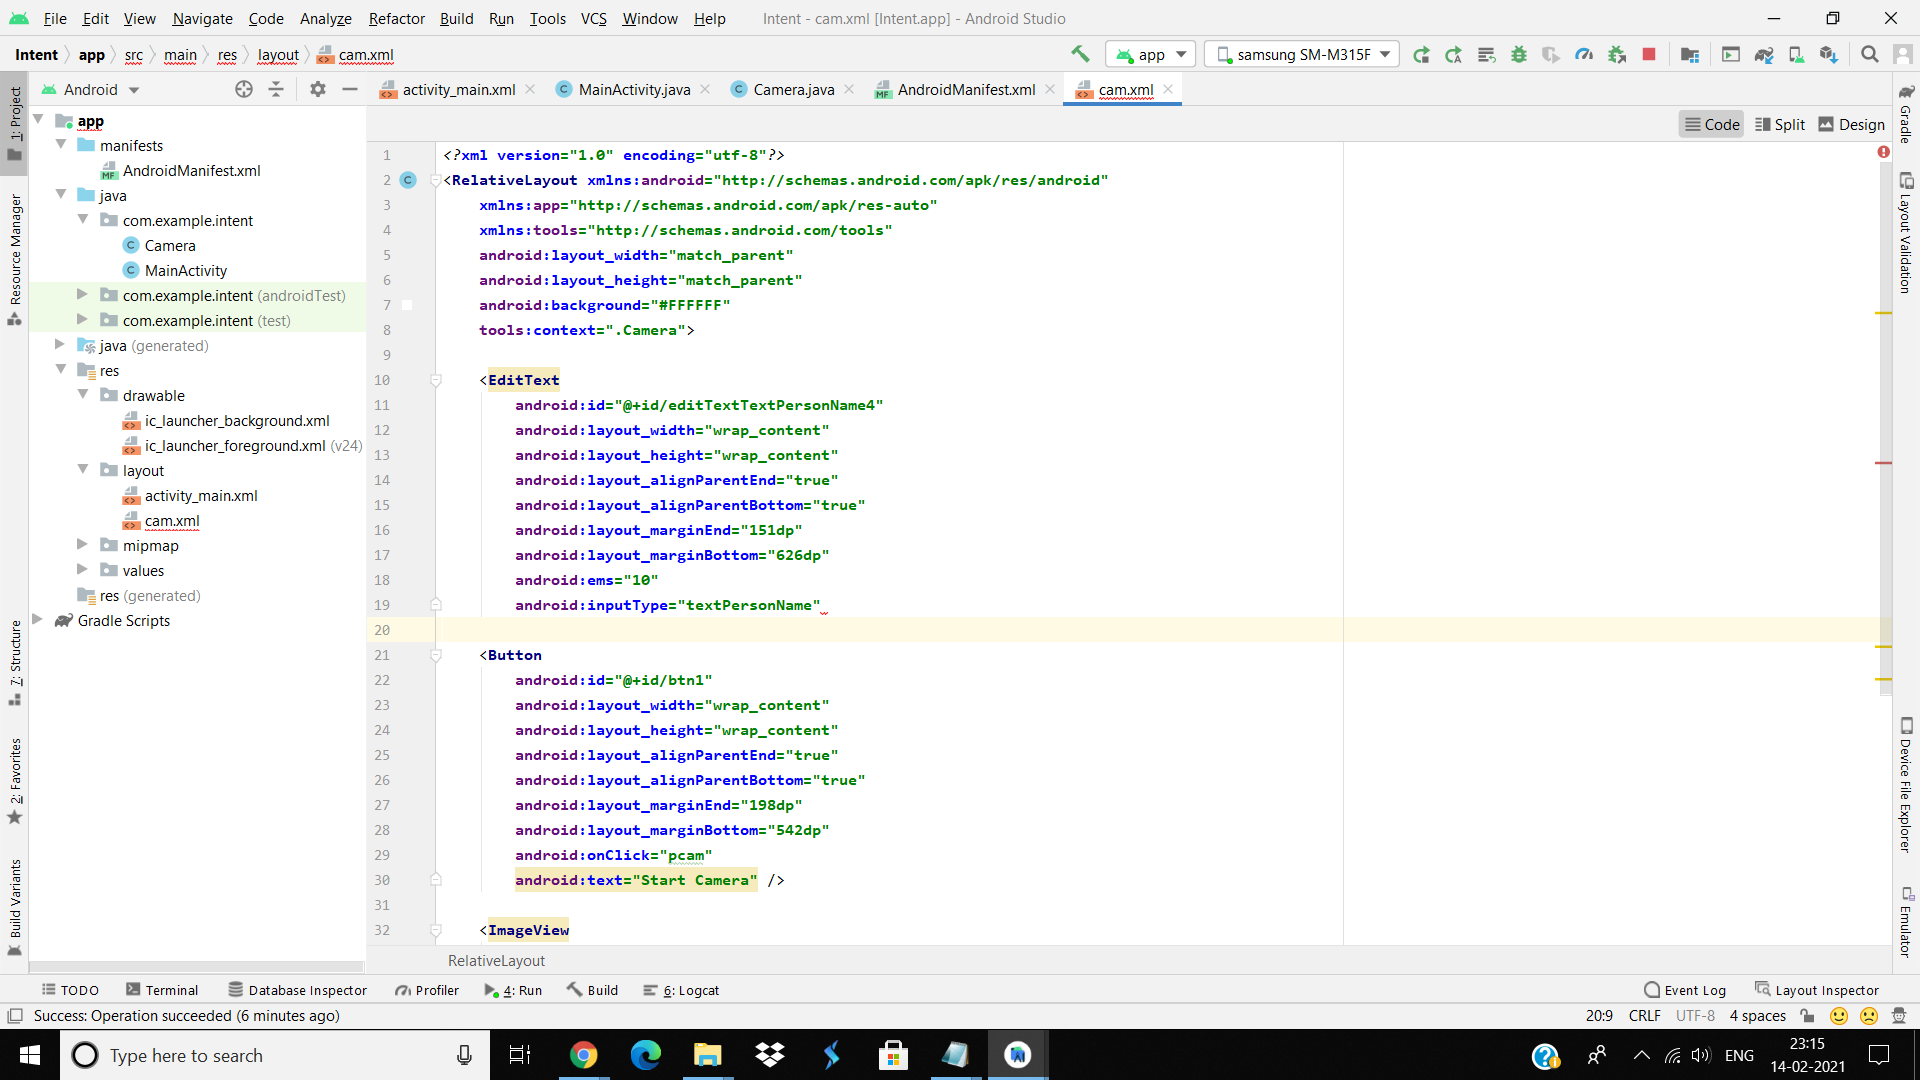 File Edit View Navigate Code Analyze Refactor Build Run Tools VCS Window Help Intent - cam.xml [Intent.app] - Android Studio
Intent app src main res layout cam.xml app samsung SM-M315F
Android activity_main.xml MainActivity.java Camera.java AndroidManifest.xml cam.xml
Code Split Design
1: Project
Resource Manager
7: Structure
2: Favorites
Build Variants
app
manifests
AndroidManifest.xml
java
com.example.intent
Camera
MainActivity
com.example.intent (androidTest)
com.example.intent (test)
java (generated)
res
drawable
ic_launcher_background.xml
ic_launcher_foreground.xml (v24)
layout
activity_main.xml
cam.xml
mipmap
values
res (generated)
Gradle Scripts
1 <?xml version="1.0" encoding="utf-8"?>
2 <RelativeLayout xmlns:android="http://schemas.android.com/apk/res/android"
3 xmlns:app="http://schemas.android.com/apk/res-auto"
4 xmlns:tools="http://schemas.android.com/tools"
5 android:layout_width="match_parent"
6 android:layout_height="match_parent"
7 android:background="#FFFFFF"
8 tools:context=".Camera">
9
10 <EditText
11 android:id="@+id/editTextTextPersonName4"
12 android:layout_width="wrap_content"
13 android:layout_height="wrap_content"
14 android:layout_alignParentEnd="true"
15 android:layout_alignParentBottom="true"
16 android:layout_marginEnd="151dp"
17 android:layout_marginBottom="626dp"
18 android:ems="10"
19 android:inputType="textPersonName"
20
21 <Button
22 android:id="@+id/btn1"
23 android:layout_width="wrap_content"
24 android:layout_height="wrap_content"
25 android:layout_alignParentEnd="true"
26 android:layout_alignParentBottom="true"
27 android:layout_marginEnd="198dp"
28 android:layout_marginBottom="542dp"
29 android:onClick="pcam"
30 android:text="Start Camera" />
31
32 <ImageView
RelativeLayout
Gradle
Layout Validation
Device File Explorer
Emulator
TODO Terminal Database Inspector Profiler 4: Run Build 6: Logcat Event Log Layout Inspector
Success: Operation succeeded (6 minutes ago) 20:9 CRLF UTF-8 4 spaces
Type here to search ENG 23:15
14-02-2021